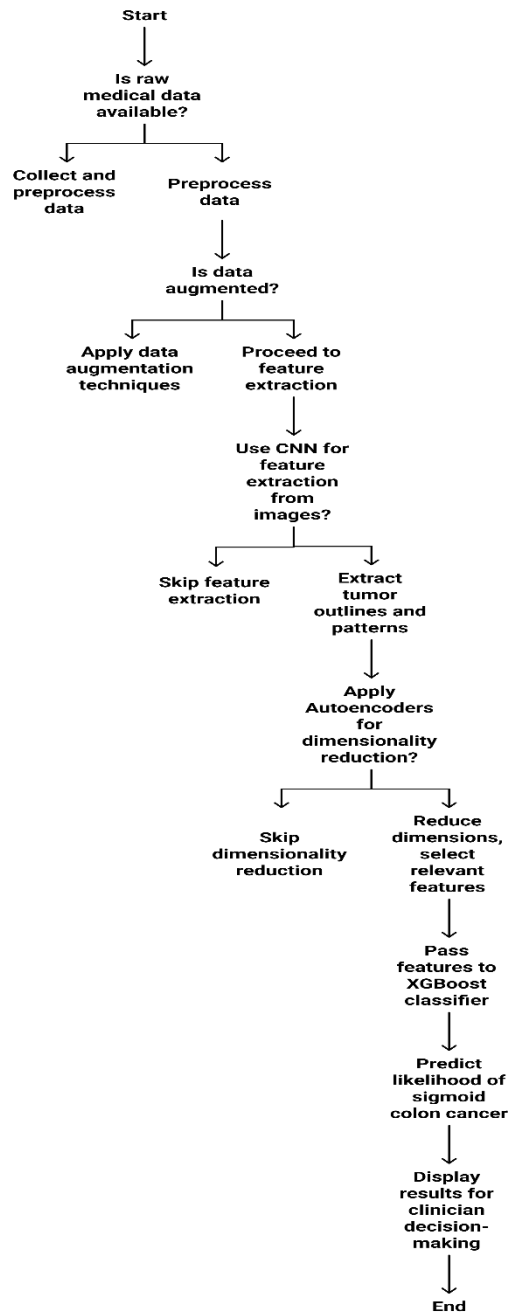 Start
Is raw
medical data
available?
Collect and
preprocess
data
Preprocess
data
Is data
augmented?
Apply data
augmentation
techniques
Proceed to
feature
extraction
Use CNN for
feature
extraction
from
images?
Skip feature
extraction
Extract
tumor
outlines and
patterns
Apply
Autoencoders
for
dimensionality
reduction?
Skip
dimensionality
reduction
Reduce
dimensions,
select
relevant
features
Pass
features to
XGBoost
classifier
Predict
likelihood of
sigmoid
colon cancer
Display
results for
clinician
decision-
making
End